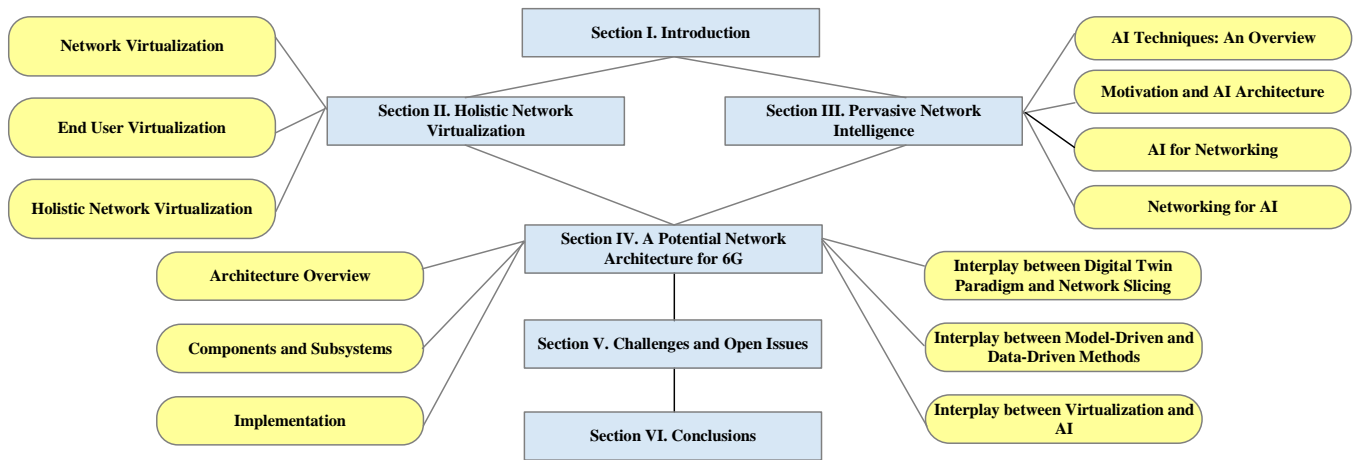 Section I. Introduction
Network Virtualization
End User Virtualization
Holistic Network Virtualization
Section II. Holistic Network
Virtualization
Section III. Pervasive Network
Intelligence
AI Techniques: An Overview
Motivation and AI Architecture
AI for Networking
Networking for AI
Section IV. A Potential Network
Architecture for 6G
Architecture Overview
Components and Subsystems
Implementation
Interplay between Digital Twin
Paradigm and Network Slicing
Interplay between Model-Driven and
Data-Driven Methods
Interplay between Virtualization and
AI
Section V. Challenges and Open Issues
Section VI. Conclusions